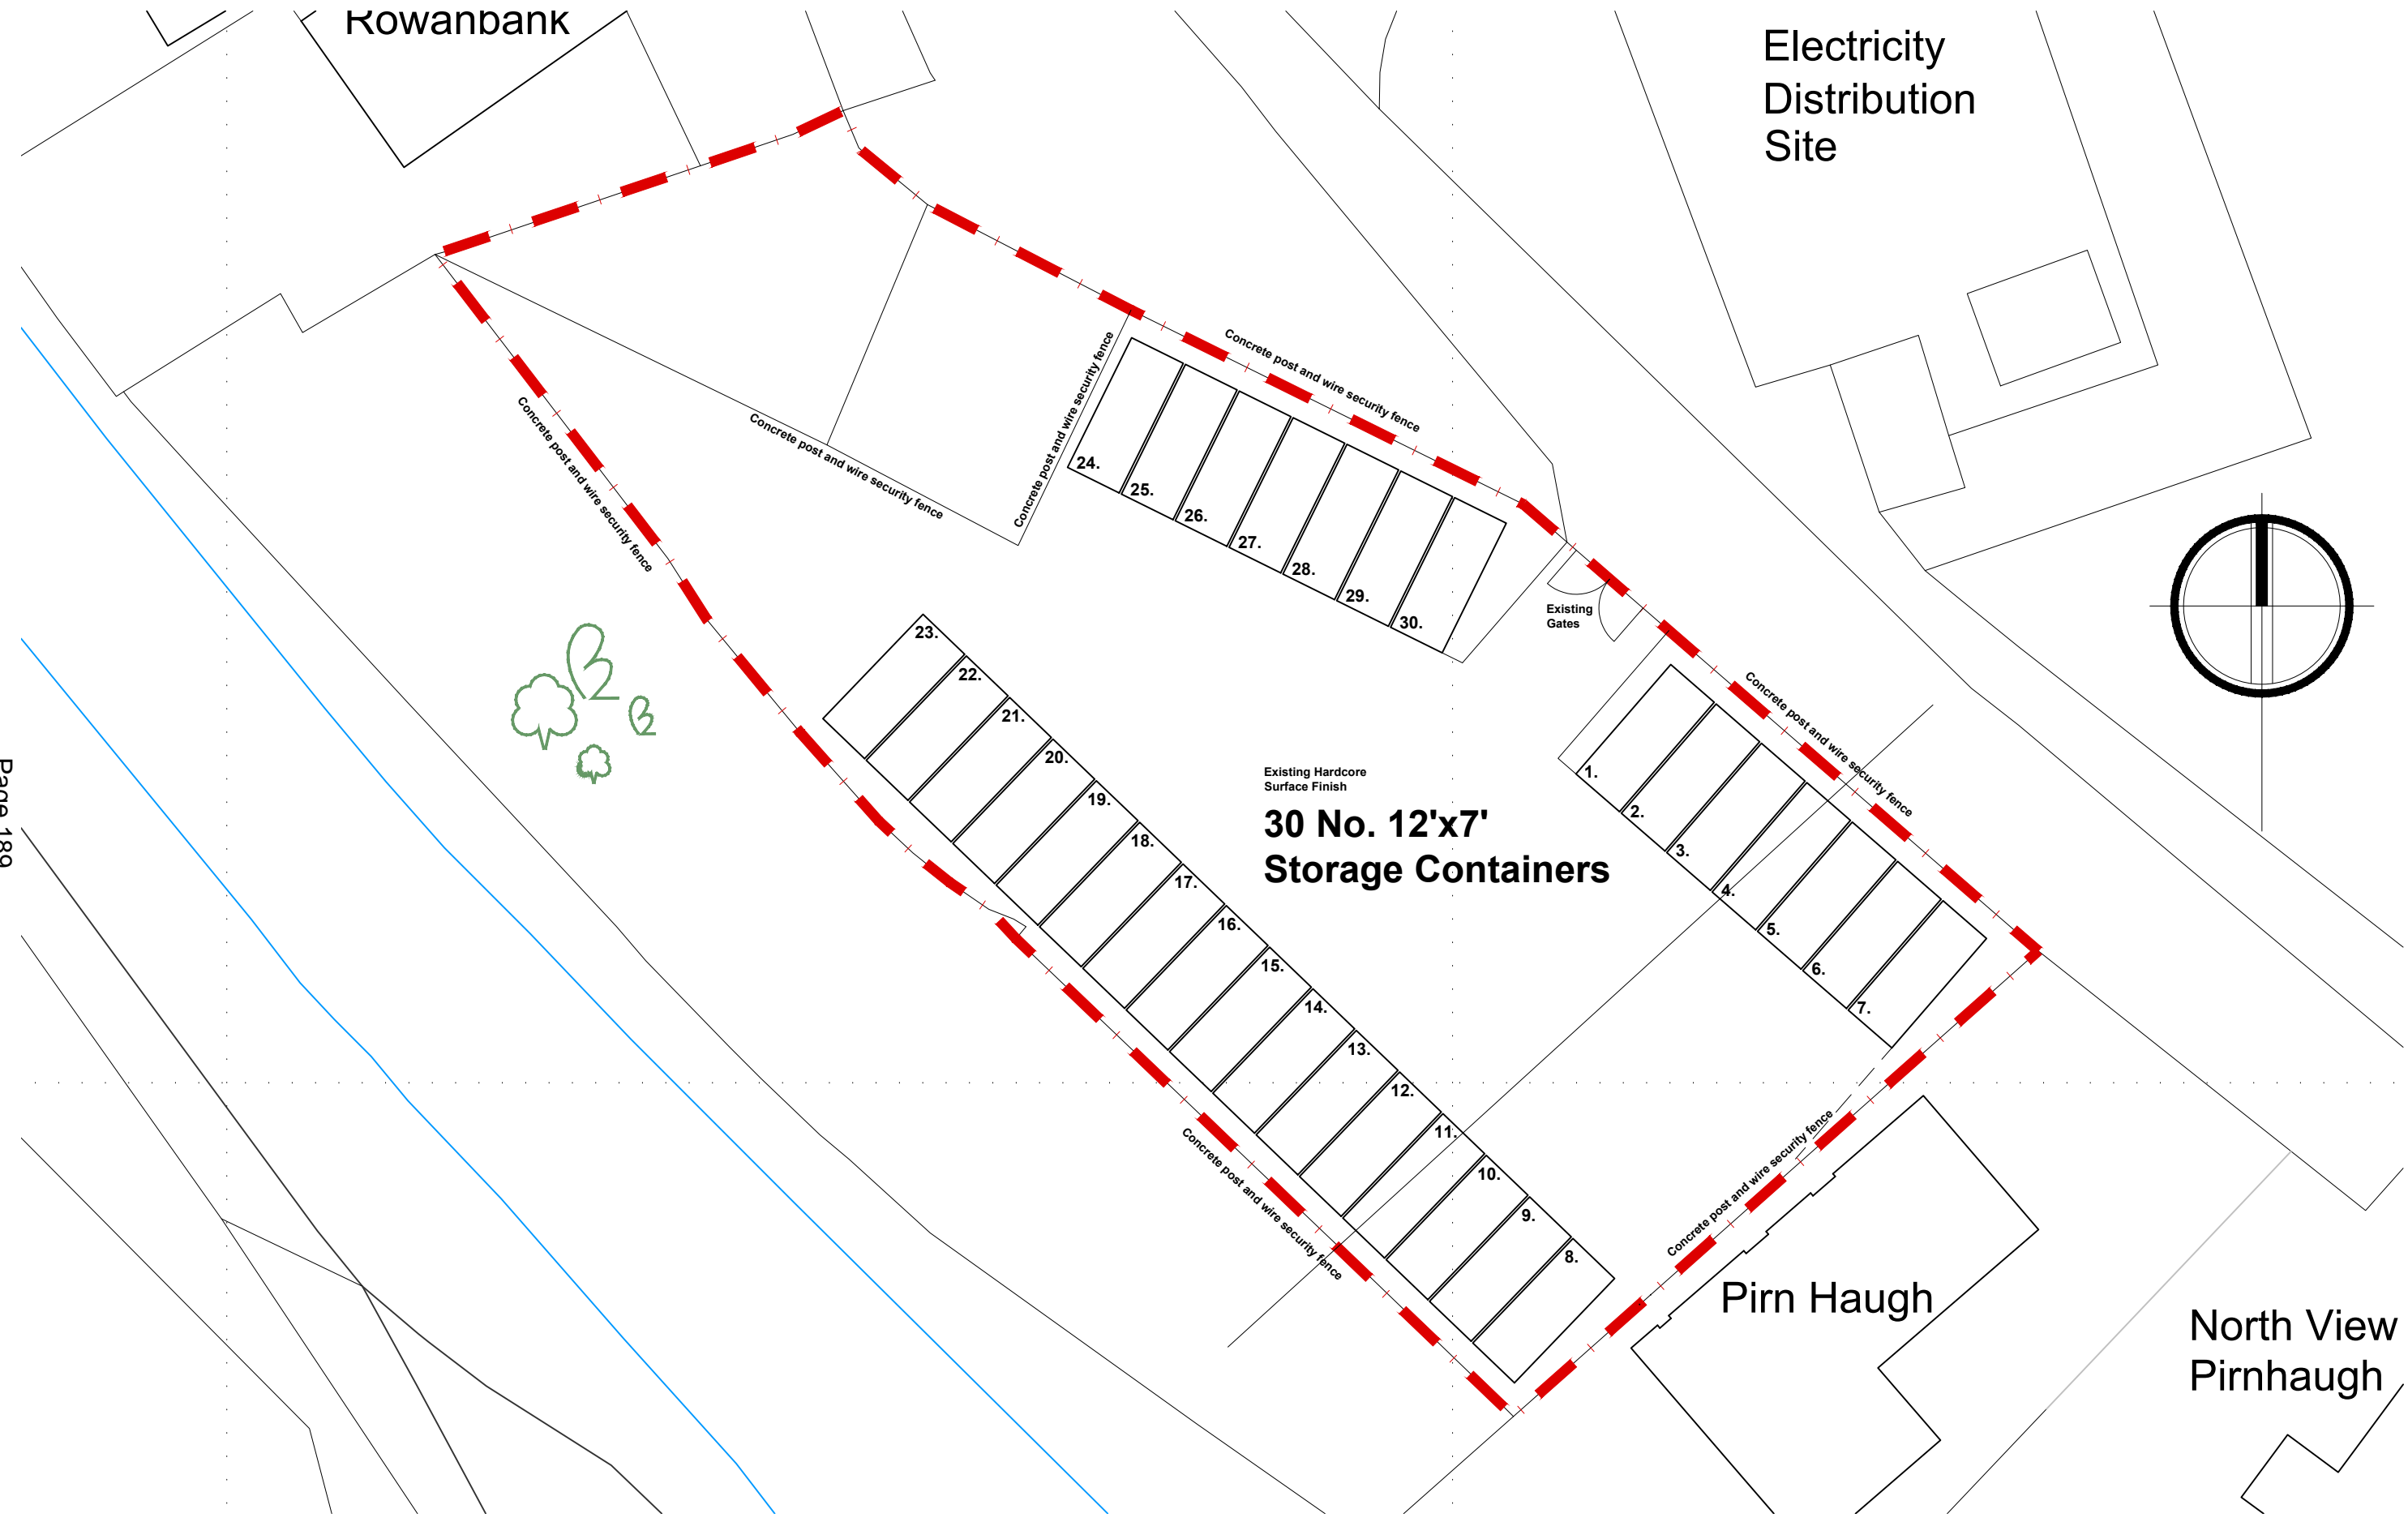 Rowanbank
Electricity
Distribution
Site
Concrete post and wire security fence
Concrete post and wire security fence
Concrete post and wire security fence
Concrete post and wire security fence
24.
25.
26.
27.
28.
29.
30.
Existing
Gates
23.
22.
21.
20.
19.
18.
17.
16.
15.
14.
13.
12.
11.
10.
9.
8.
Existing Hardcore
Surface Finish
30 No. 12'x7'
Storage Containers
Concrete post and wire security fence
1.
2.
3.
4.
5.
6.
7.
Page 189
Concrete post and wire security fence
Concrete post and wire security fence
Pirn Haugh
North View
Pirnhaugh